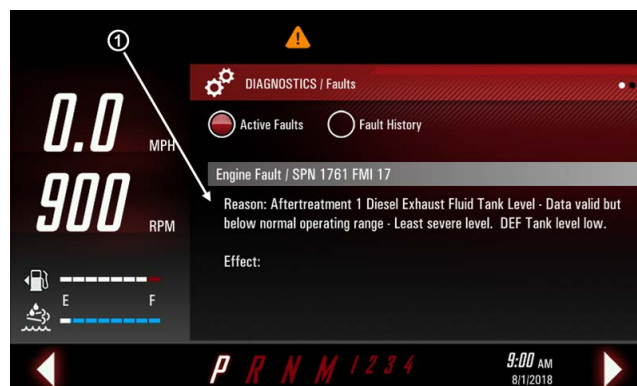 1
DIAGNOSTICS / Faults
Active Faults Fault History
0.0 MPH
Engine Fault / SPN 1761 FMI 17
900 RPM
Reason: Aftertreatment 1 Diesel Exhaust Fluid Tank Level - Data valid but
below normal operating range - Least severe level. DEF Tank level low.
Effect:
E F
P R N M 1 2 3 4
9:00 AM
8/1/2018